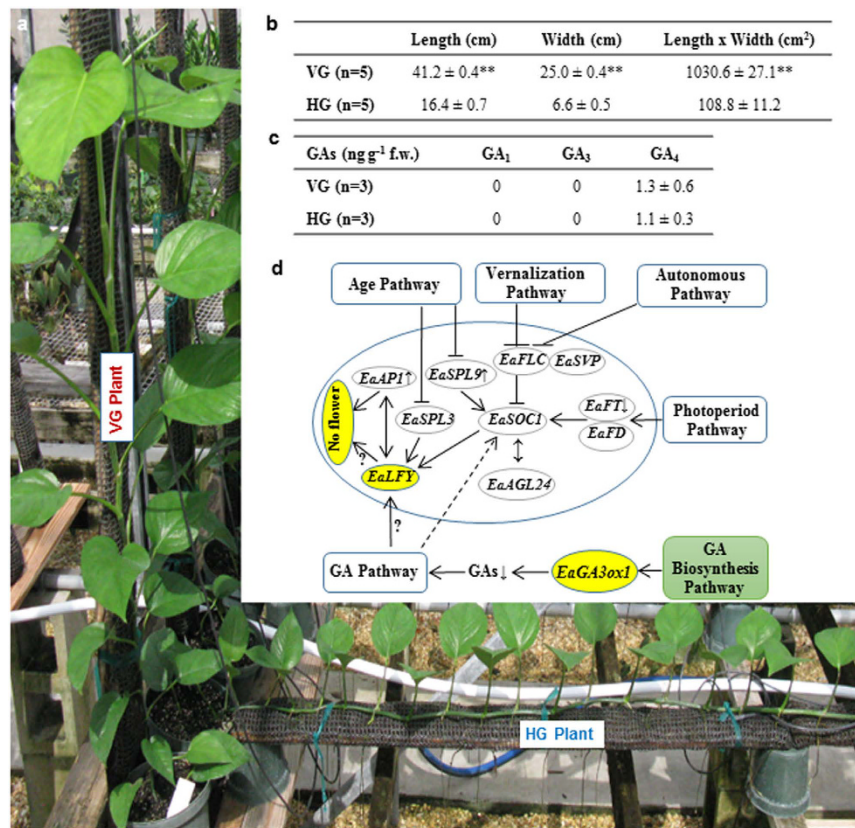 a
VG Plant
HG Plant
b
Length (cm) Width (cm) Length x Width (cm²)
VG (n=5) 41.2 ± 0.4** 25.0 ± 0.4** 1030.6 ± 27.1**
HG (n=5) 16.4 ± 0.7 6.6 ± 0.5 108.8 ± 11.2
c
GAs (ng g⁻¹ f.w.) GA₁ GA₃ GA₄
VG (n=3) 0 0 1.3 ± 0.6
HG (n=3) 0 0 1.1 ± 0.3
d
Age Pathway
Vernalization
Pathway
Autonomous
Pathway
EaAP1↑
EaSPL9↑
EaFLC
EaSVP
No flower
EaSPL3
EaSOC1
EaFT↓
EaFD
Photoperiod
Pathway
?
EaLFY
EaAGL24
?
GA Pathway
GAs↓
EaGA3ox1
GA
Biosynthesis
Pathway